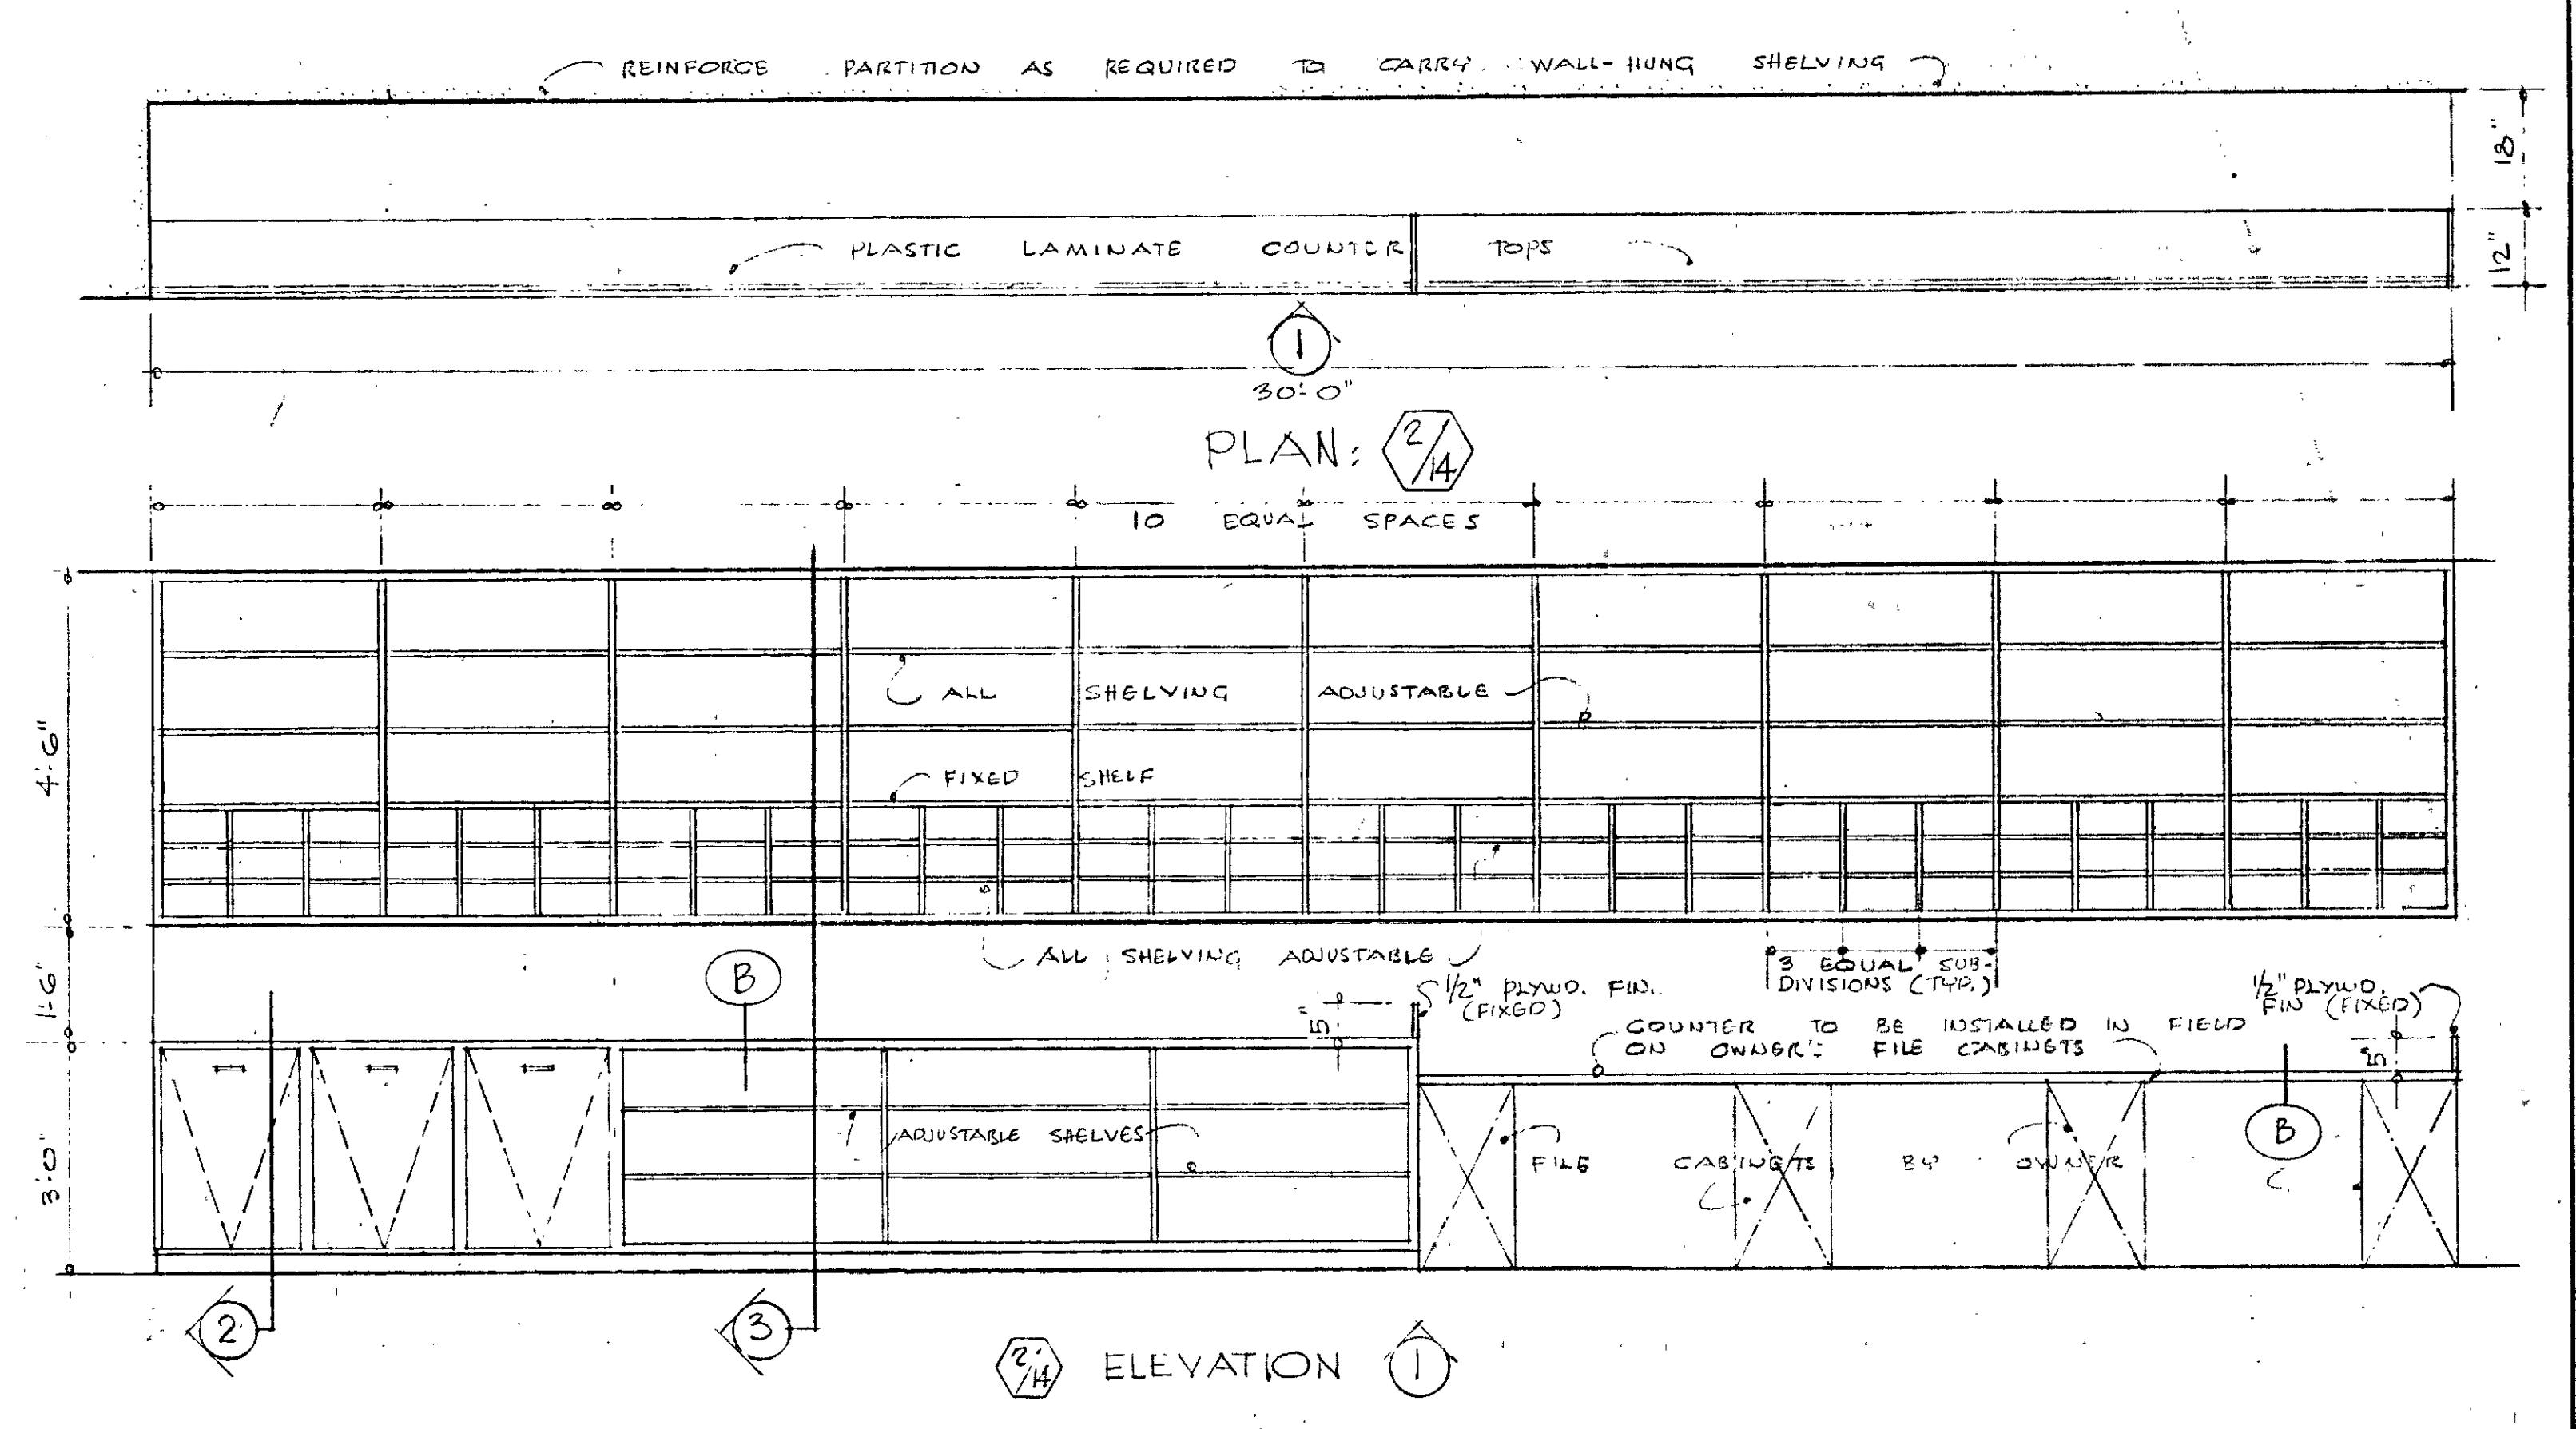 REINFORCE PARTITION AS REQUIRED TO CARRY WALL-HUNG SHELVING
18"
PLASTIC LAMINATE COUNTER TOPS
12"
1
30'-0"
PLAN: 2/14
10 EQUAL SPACES
ALL SHELVING ADJUSTABLE
4'-6"
FIXED SHELF
ALL SHELVING ADJUSTABLE
3 EQUAL SUB-
DIVISIONS (TYP.)
B
1'-6"
1/2" PLYWD. FIN.
(FIXED)
1/2" PLYWD.
FIN (FIXED)
5"
COUNTER TO BE INSTALLED IN FIELD
ON OWNER'S FILE CABINETS
5"
ADJUSTABLE SHELVES
B
FILE CABINETS BY OWNER
3'-0"
2
3
2/14 ELEVATION 1